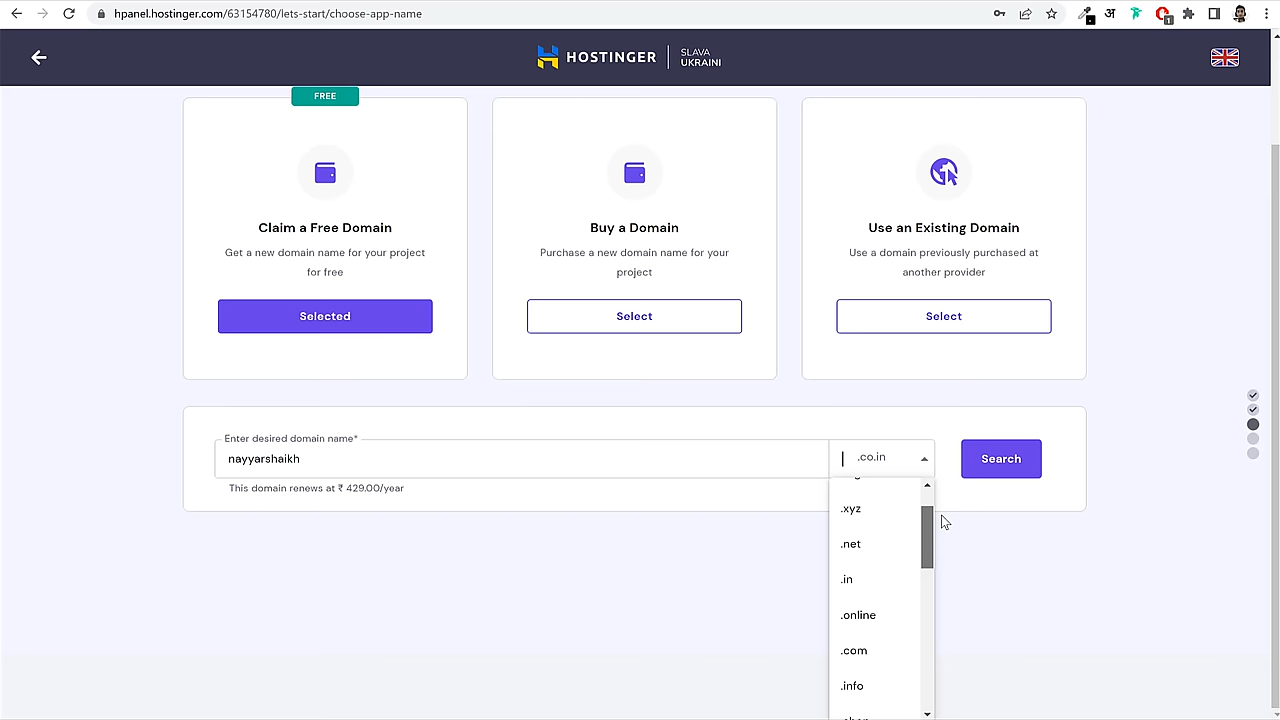 hpanel.hostinger.com/63154780/lets-start/choose-app-name
अ
1
HOSTINGER
SLAVA
UKRAINI
FREE
Claim a Free Domain
Get a new domain name for your project
for free
Selected
Buy a Domain
Purchase a new domain name for your
project
Select
Use an Existing Domain
Use a domain previously purchased at
another provider
Select
Enter desired domain name*
nayyarshaikh
.co.in
Search
This domain renews at ₹ 429.00/year
.xyz
.net
.in
.online
.com
.info